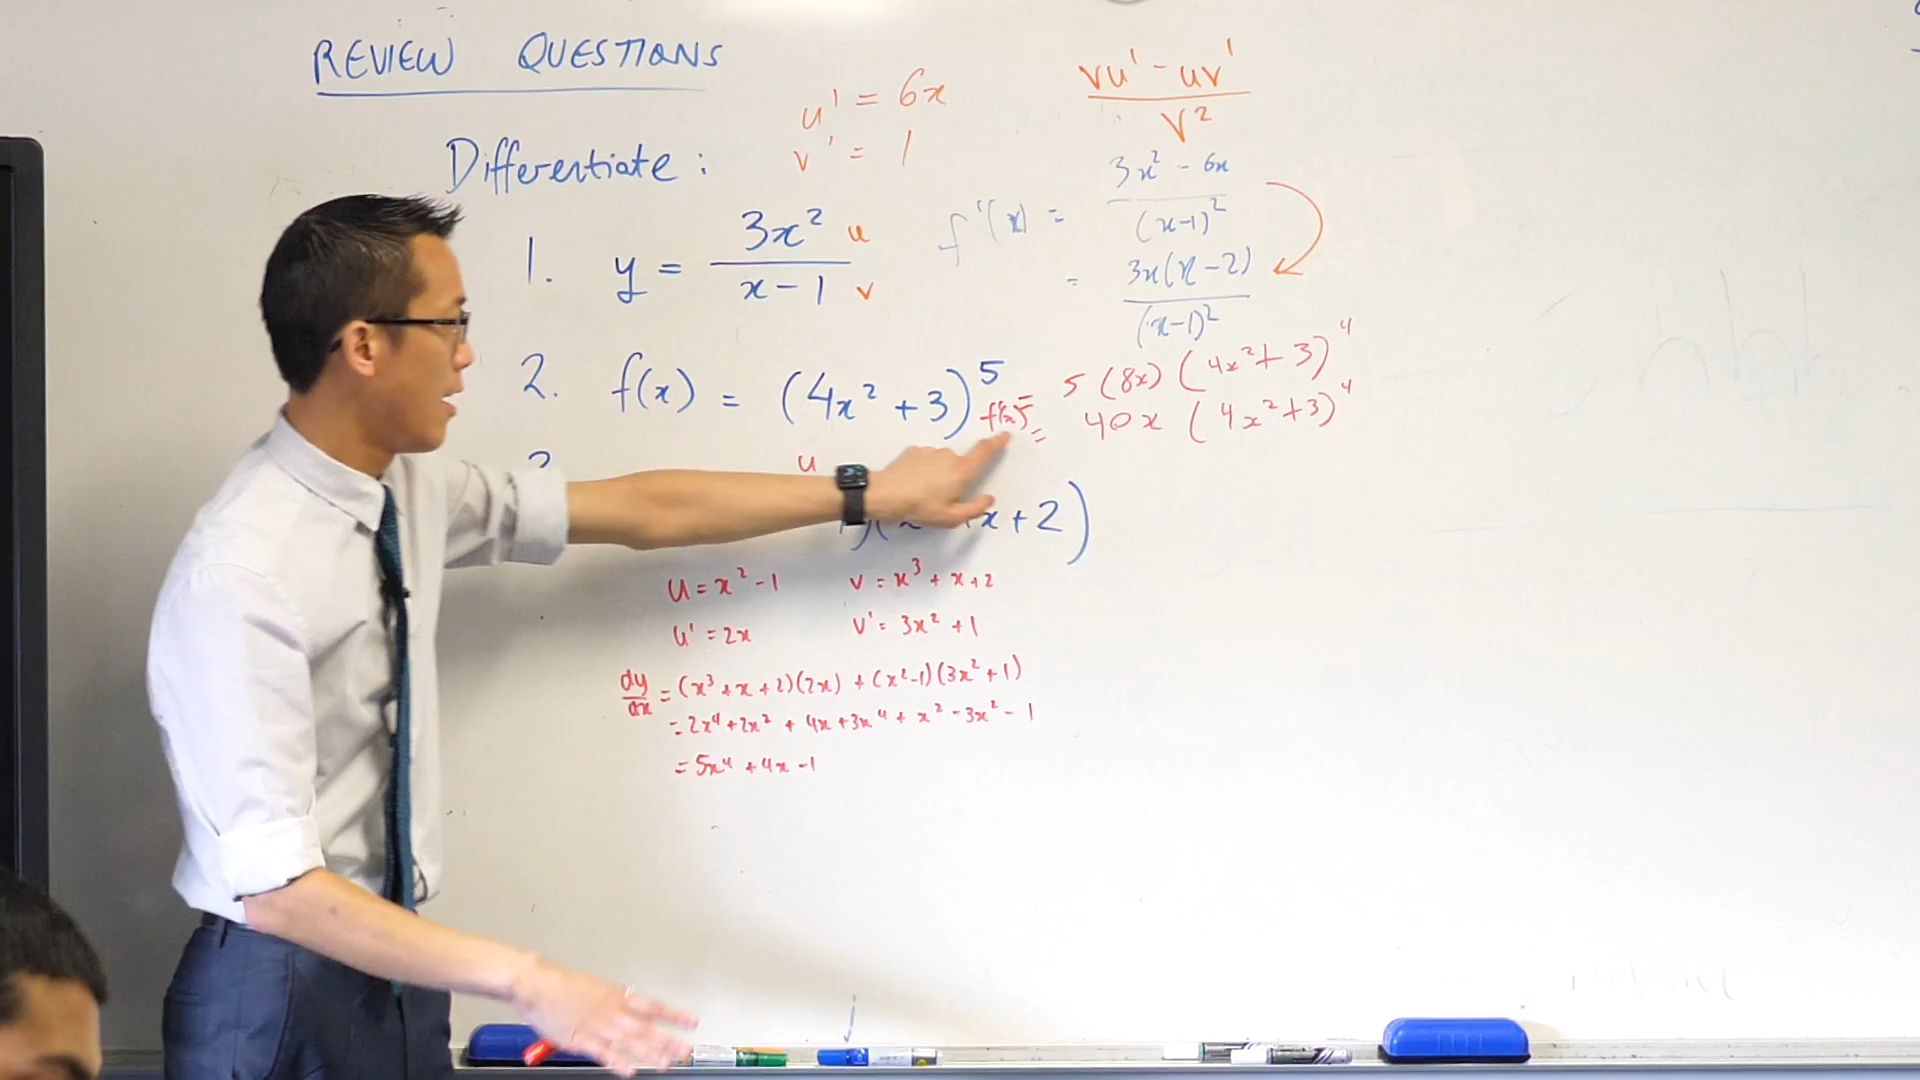 REVIEW QUESTIONS
u' = 6x
v' = 1
vu' - uv' / v²
Differentiate:
1. y = 3x² / x - 1
u
v
f'(x) = 3x² - 6x / (x-1)²
= 3x(x-2) / (x-1)²
2. f(x) = (4x² + 3)⁵
f'(x) = 5 (8x) (4x² + 3)⁴
= 40x (4x² + 3)⁴
u
x + 2)
u = x² - 1
v = x³ + x + 2
u' = 2x
v' = 3x² + 1
dy/dx = (x³ + x + 2)(2x) + (x² - 1)(3x² + 1)
= 2x⁴ + 2x² + 4x + 3x⁴ + x² - 3x² - 1
= 5x⁴ + 4x - 1